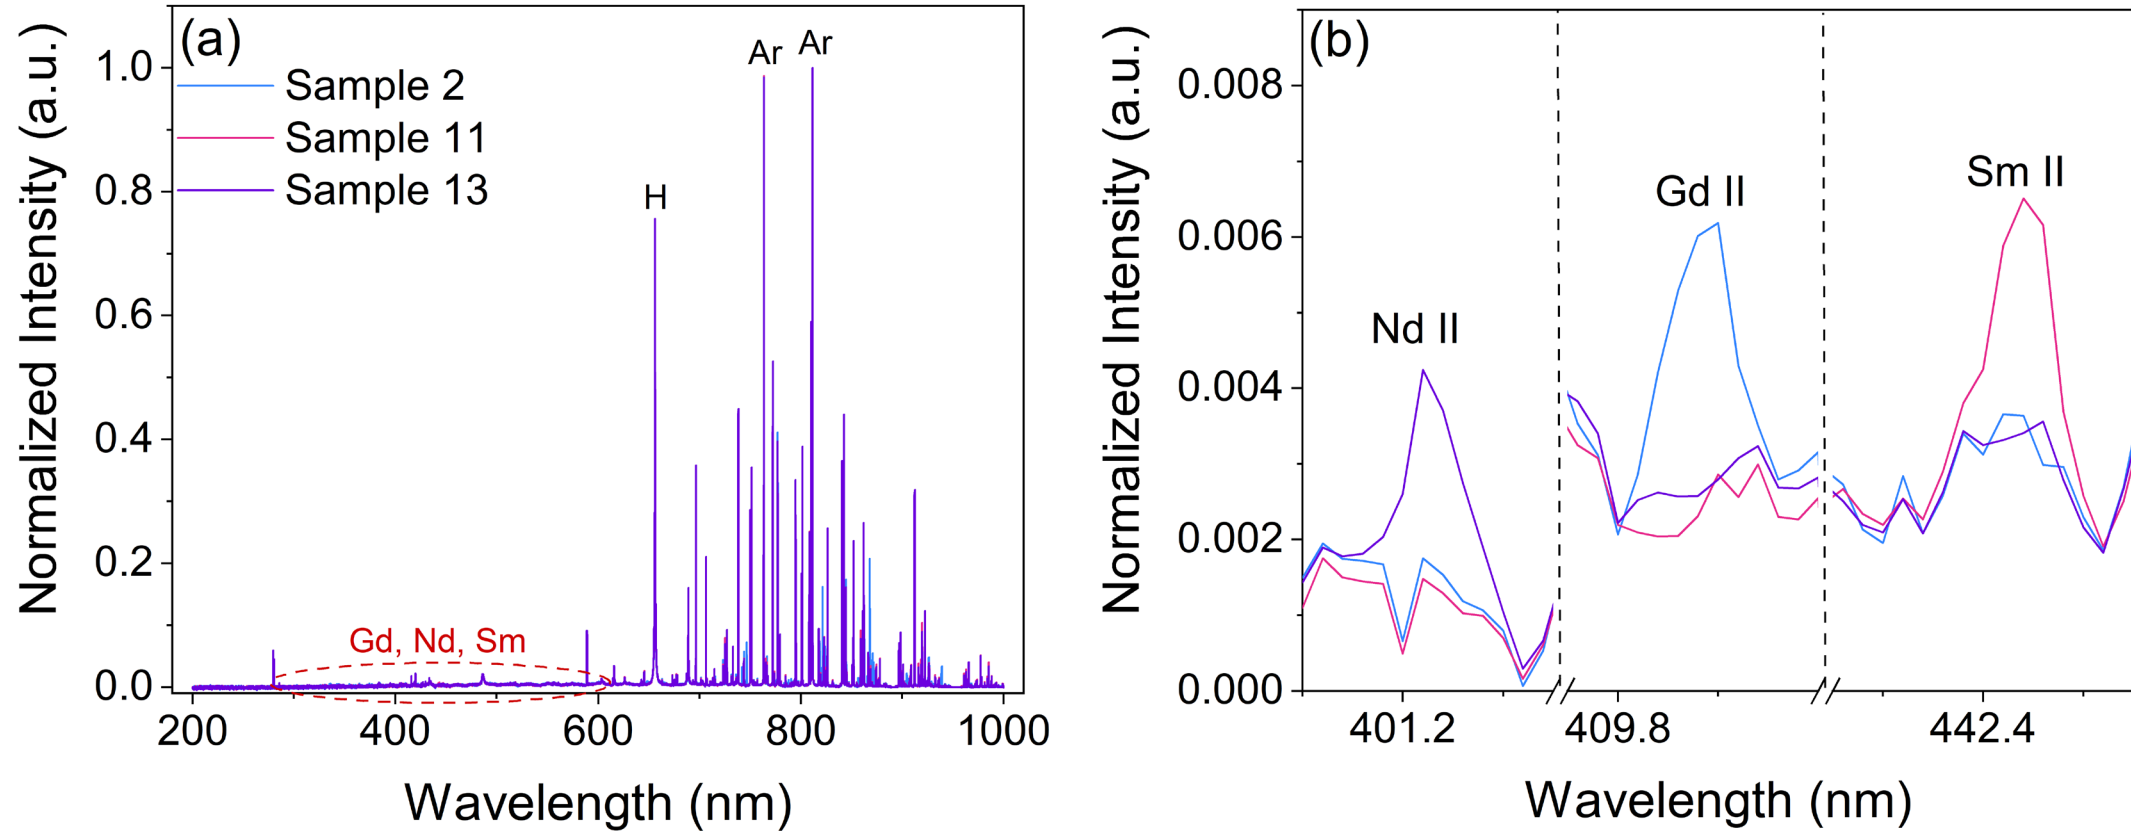 (a)
Sample 2
Sample 11
Sample 13
H
Ar
Ar
Gd, Nd, Sm
1.0
0.8
0.6
0.4
0.2
0.0
200
400
600
800
1000
Normalized Intensity (a.u.)
Wavelength (nm)
(b)
Nd II
Gd II
Sm II
0.008
0.006
0.004
0.002
0.000
401.2
409.8
442.4
Normalized Intensity (a.u.)
Wavelength (nm)